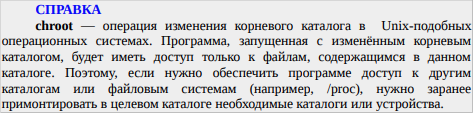 СПРАВКА
chroot — операция изменения корневого каталога в Unix-подобных
операционных системах. Программа, запущенная с изменённым корневым
каталогом, будет иметь доступ только к файлам, содержащимся в данном
каталоге. Поэтому, если нужно обеспечить программе доступ к другим
каталогам или файловым системам (например, /proc), нужно заранее
примонтировать в целевом каталоге необходимые каталоги или устройства.